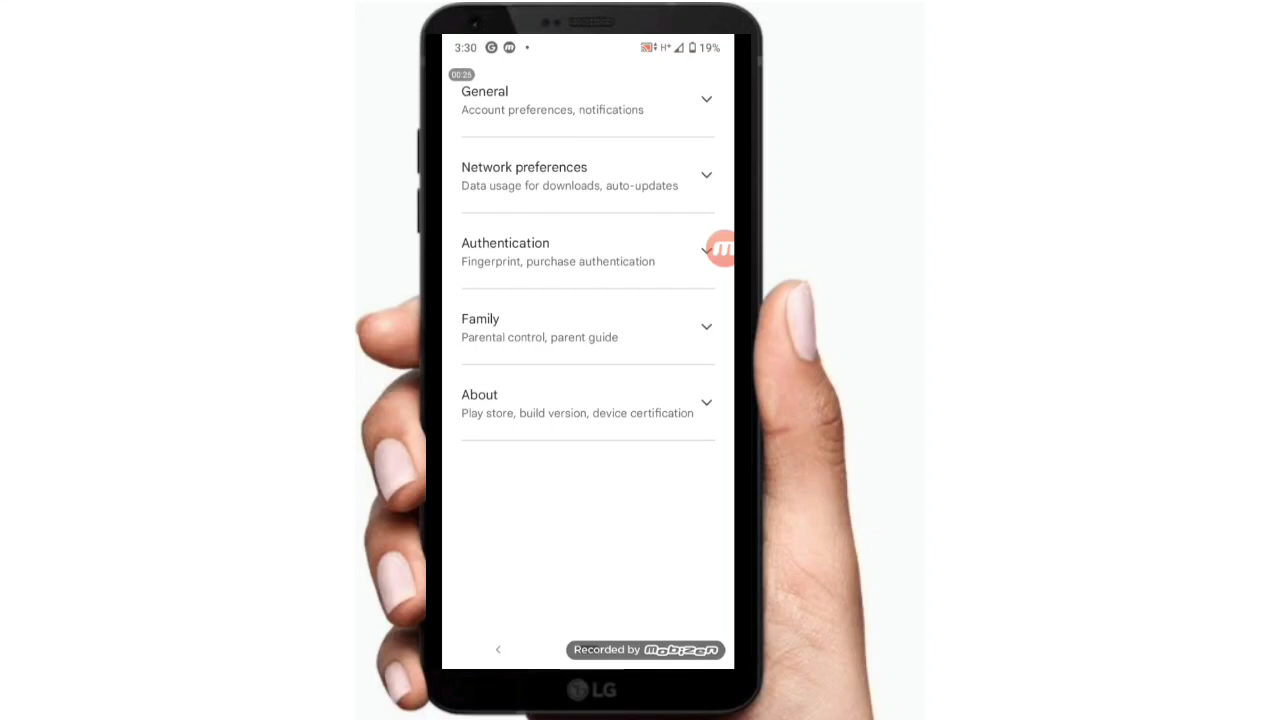 3:30 H+ 19%
00:25
General
Account preferences, notifications
Network preferences
Data usage for downloads, auto-updates
Authentication
Fingerprint, purchase authentication
Family
Parental control, parent guide
About
Play store, build version, device certification
Recorded by mobizen
LG